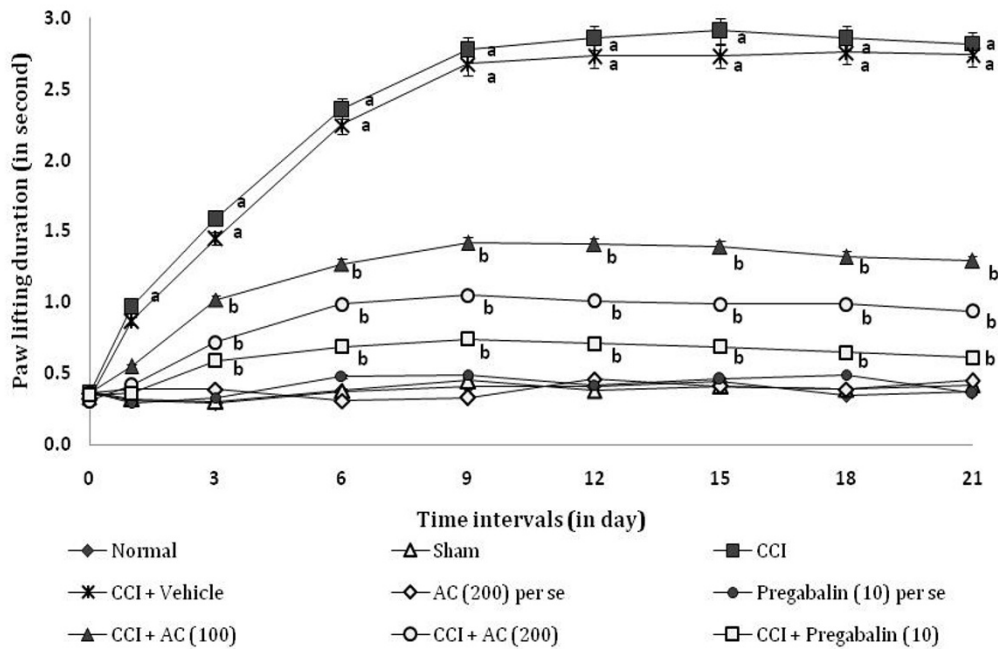 Paw lifting duration (in second)
3.0
2.5
2.0
1.5
1.0
0.5
0.0
a a a a a
a a a a a
a a
a
a
b b b b b b b
b b b b b b b
b b b b b b b
0 3 6 9 12 15 18 21
Time intervals (in day)
Normal Sham CCI
CCI + Vehicle AC (200) per se Pregabalin (10) per se
CCI + AC (100) CCI + AC (200) CCI + Pregabalin (10)